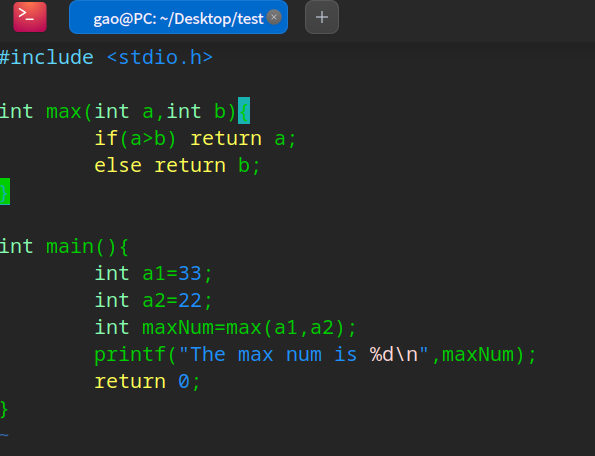 >_ gao@PC: ~/Desktop/test × +
#include <stdio.h>
int max(int a,int b){
if(a>b) return a;
else return b;
}
int main(){
int a1=33;
int a2=22;
int maxNum=max(a1,a2);
printf("The max num is %d\n",maxNum);
return 0;
}
~